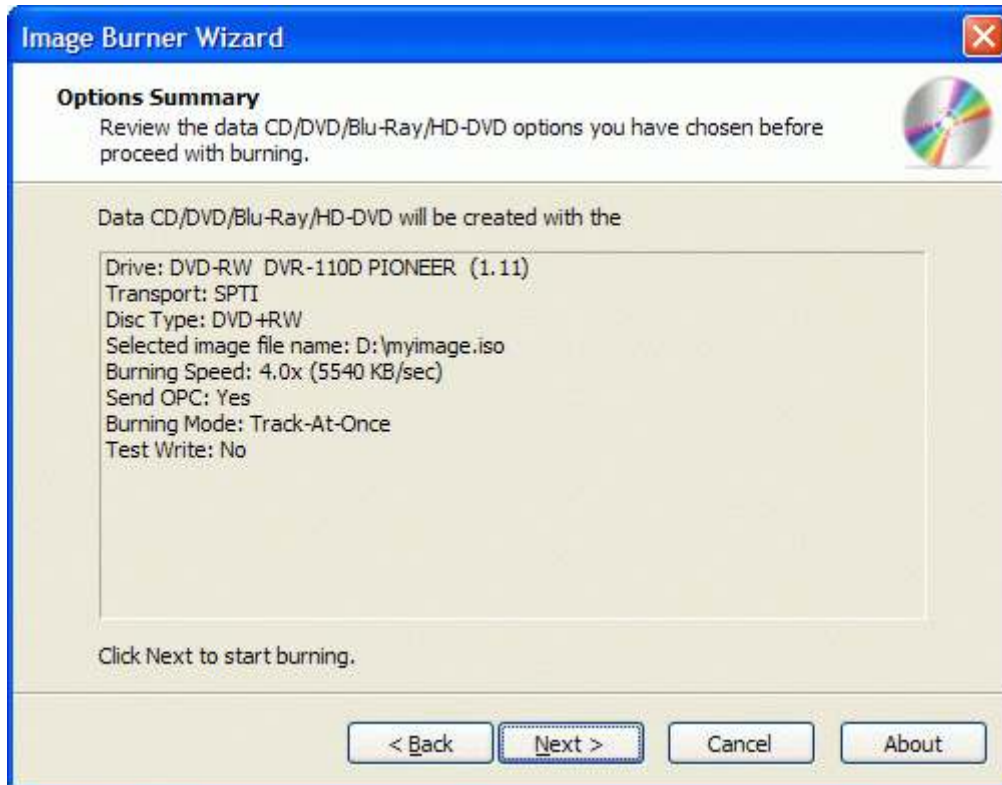 Image Burner Wizard
Options Summary
Review the data CD/DVD/Blu-Ray/HD-DVD options you have chosen before
proceed with burning.
Data CD/DVD/Blu-Ray/HD-DVD will be created with the
Drive: DVD-RW  DVR-110D PIONEER  (1.11)
Transport: SPTI
Disc Type: DVD+RW
Selected image file name: D:\myimage.iso
Burning Speed: 4.0x (5540 KB/sec)
Send OPC: Yes
Burning Mode: Track-At-Once
Test Write: No
Click Next to start burning.
< Back Next > Cancel About